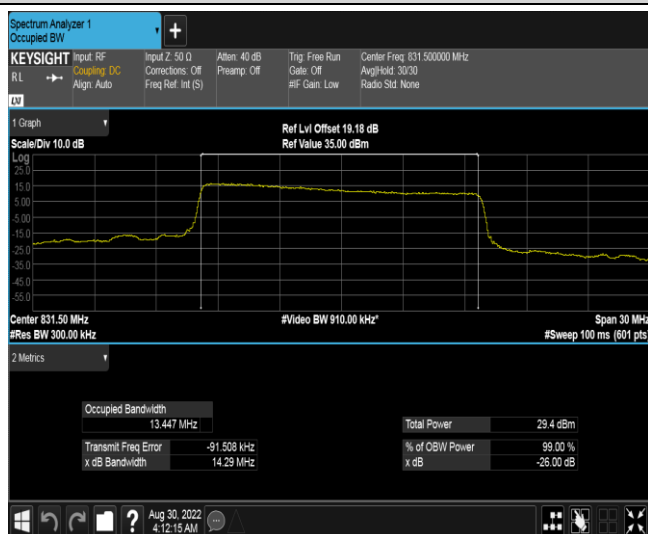 Spectrum Analyzer 1
Occupied BW
+
KEYSIGHT
R L
LXI
Input: RF
Coupling: DC
Align: Auto
Input Z: 50 Ω
Corrections: Off
Freq Ref: Int (S)
Atten: 40 dB
Preamp: Off
Trig: Free Run
Gate: Off
#IF Gain: Low
Center Freq: 831.500000 MHz
Avg|Hold: 30/30
Radio Std: None
1 Graph
Scale/Div 10.0 dB
Ref Lvl Offset 19.18 dB
Ref Value 35.00 dBm
Log
25.0
15.0
5.00
-5.00
-15.0
-25.0
-35.0
-45.0
-55.0
Center 831.50 MHz
#Res BW 300.00 kHz
#Video BW 910.00 kHz*
Span 30 MHz
#Sweep 100 ms (601 pts)
2 Metrics
Occupied Bandwidth
13.447 MHz
Transmit Freq Error -91.508 kHz
x dB Bandwidth 14.29 MHz
Total Power 29.4 dBm
% of OBW Power 99.00 %
x dB -26.00 dB
?
Aug 30, 2022
4:12:15 AM